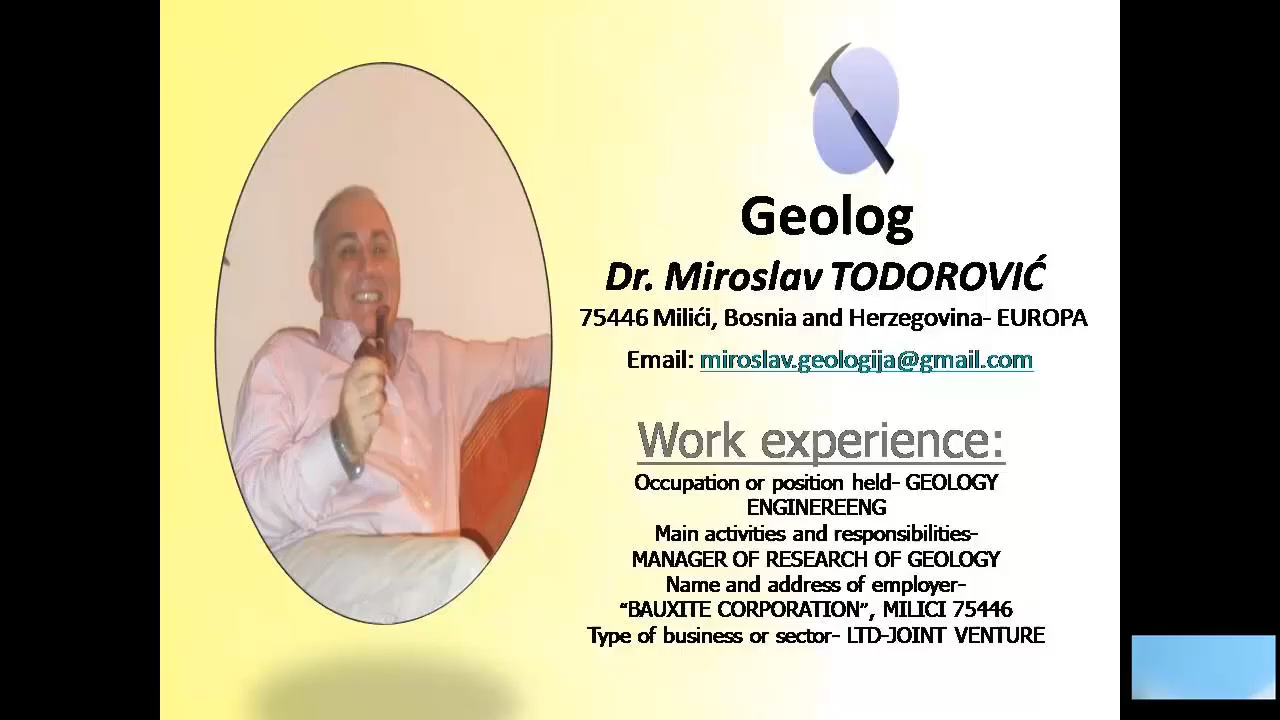 Geolog
Dr. Miroslav TODOROVIĆ
75446 Milići, Bosnia and Herzegovina- EUROPA
Email: miroslav.geologija@gmail.com
Work experience:
Occupation or position held- GEOLOGY
ENGINEREENG
Main activities and responsibilities-
MANAGER OF RESEARCH OF GEOLOGY
Name and address of employer-
“BAUXITE CORPORATION”, MILICI 75446
Type of business or sector- LTD-JOINT VENTURE